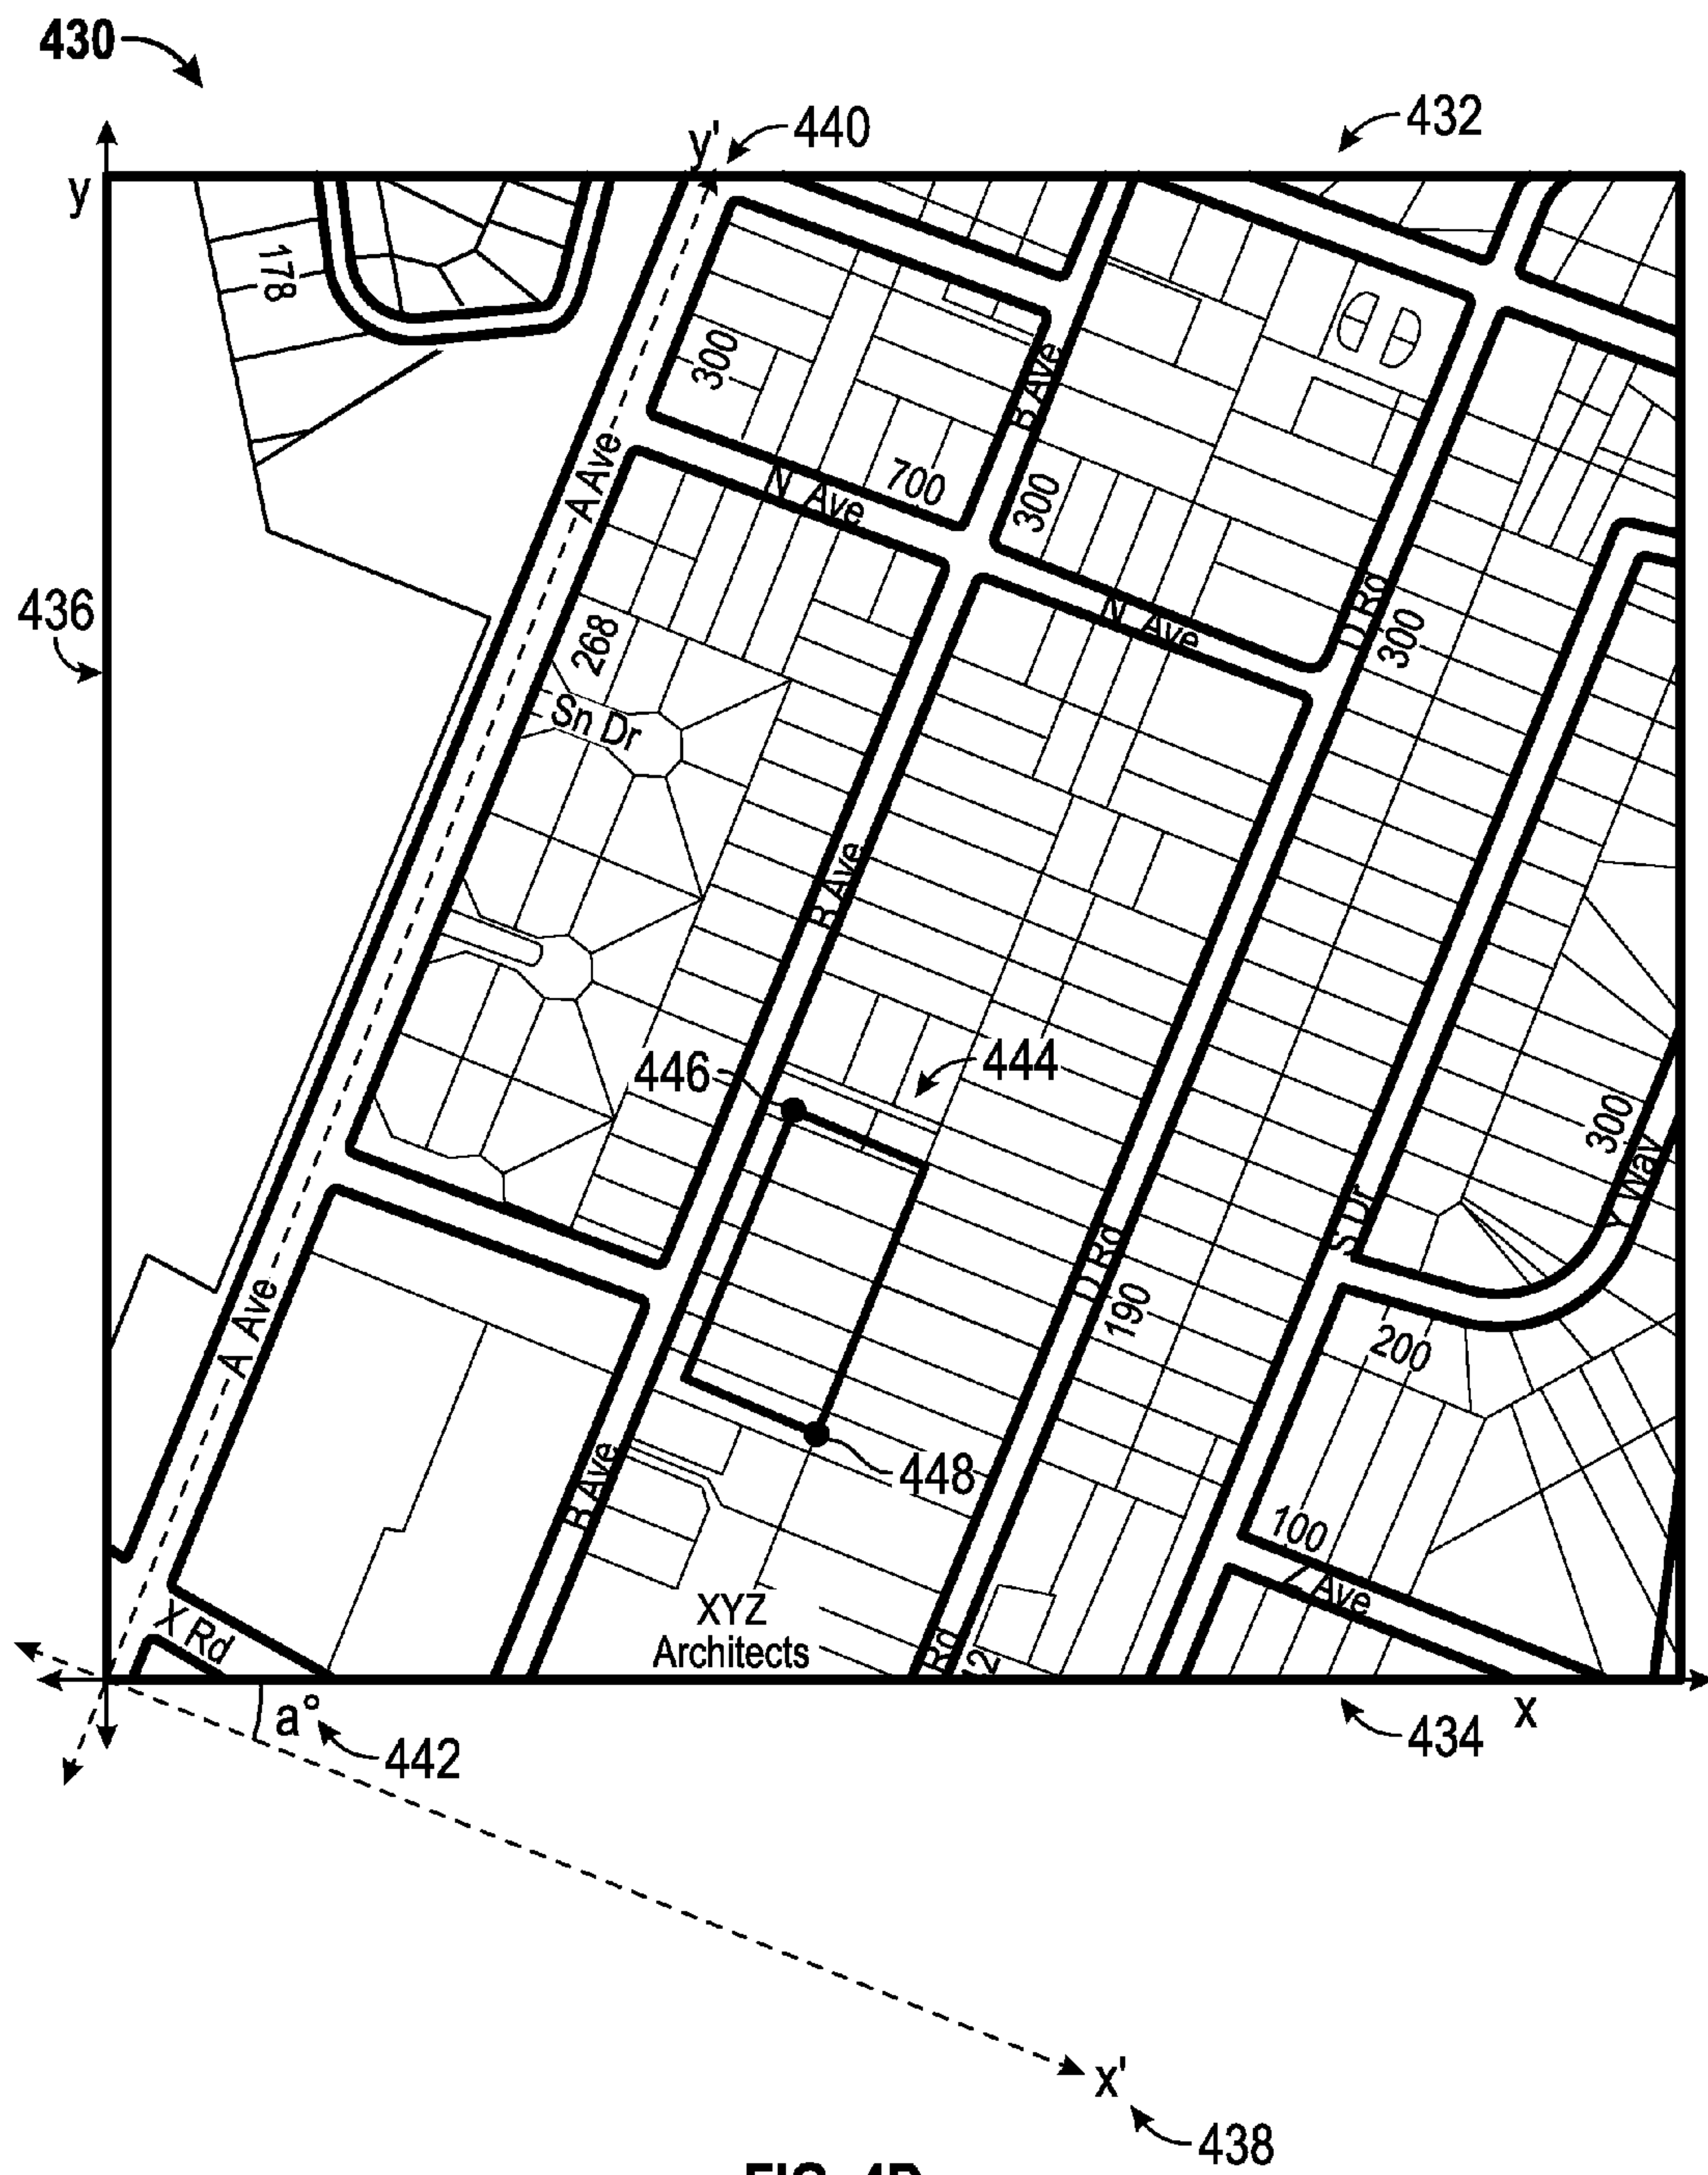 430
y'
440
432
y
178
300
B Ave
A Ave
N Ave
700
300
N Ave
D Rd
300
436
268
Sn Dr
B Ave
446
444
300
Y Way
S Dr
D Rd
190
A Ave
200
448
B Ave
100
Z Ave
XYZ
Architects
X Rd
Rd
a°
442
x
434
x'
438